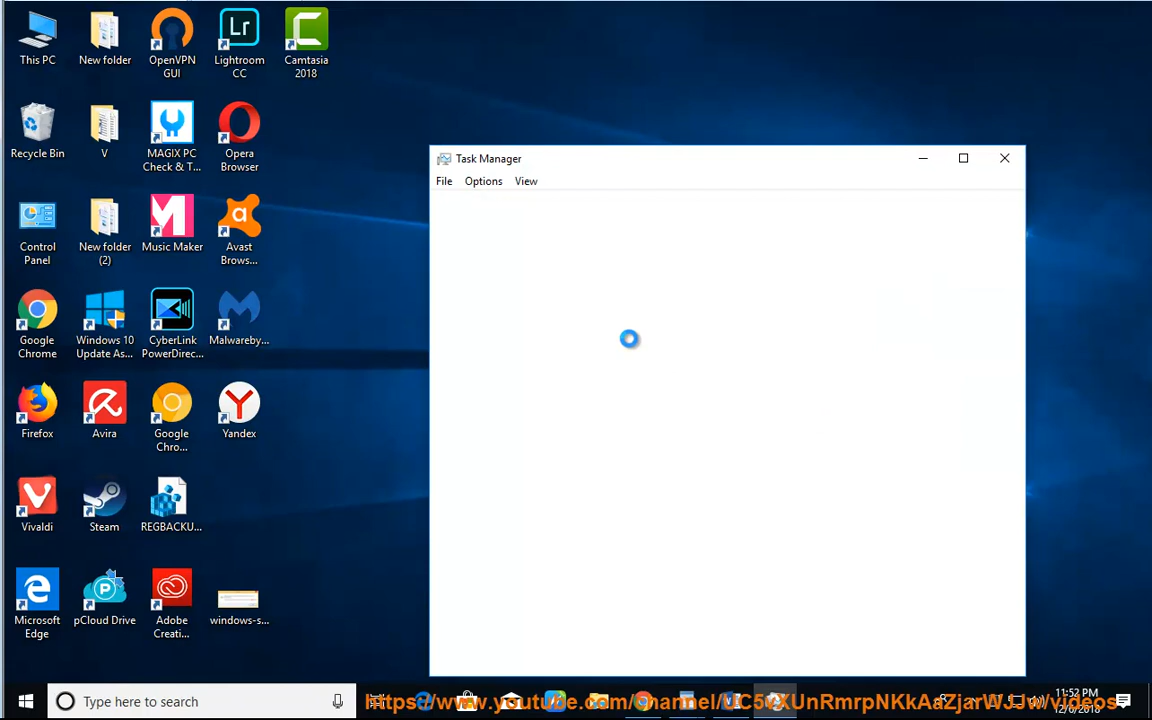 This PC
New folder
OpenVPN
GUI
Lightroom
CC
Camtasia
2018
Recycle Bin
V
MAGIX PC
Check & T...
Opera
Browser
Control
Panel
New folder
(2)
Music Maker
Avast
Brows...
Google
Chrome
Windows 10
Update As...
CyberLink
PowerDirec...
Malwareby...
Firefox
Avira
Google
Chro...
Yandex
Vivaldi
Steam
REGBACKU...
Microsoft
Edge
pCloud Drive
Adobe
Creati...
windows-s...
Task Manager
File Options View
Type here to search
11:52 PM
12/6/2018